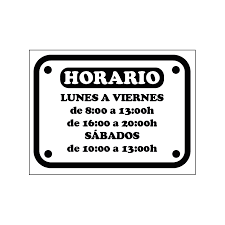 HORARIO
LUNES A VIERNES
de 8:00 a 13:00h
de 16:00 a 20:00h
SÁBADOS
de 10:00 a 13:00h